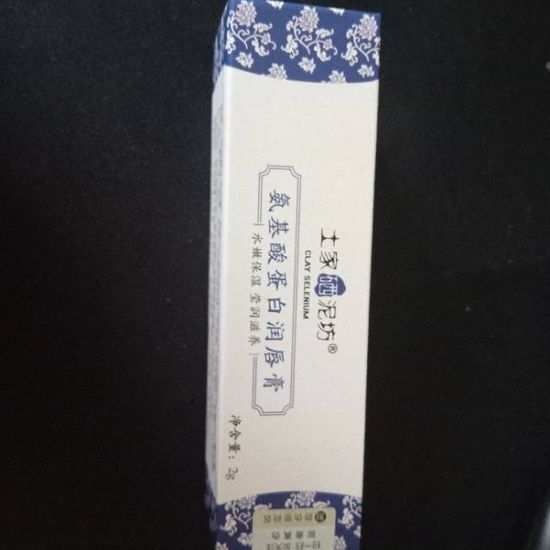 土家硒泥坊®
CLAY SELENIUM
氨基酸蛋白润唇膏
水嫩保湿 莹润滋养
净含量：2g